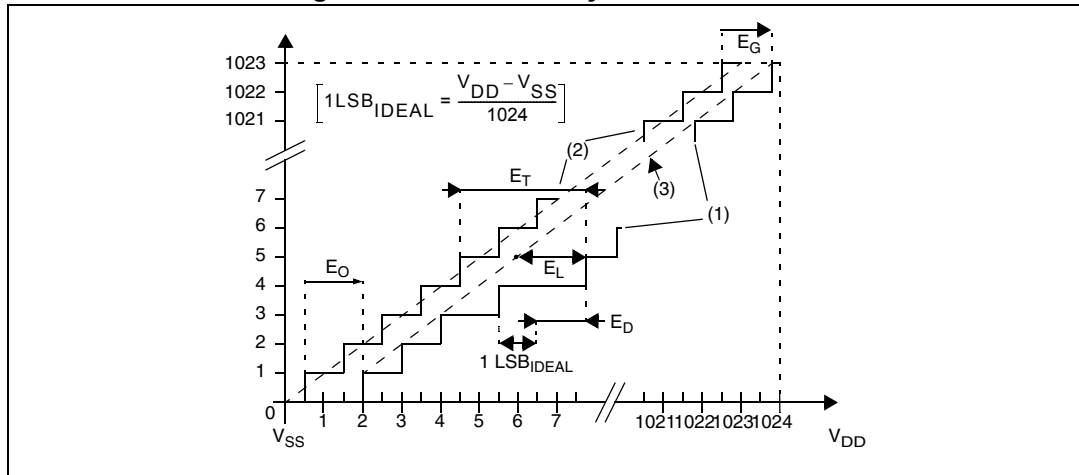 E_G
1023
1022
1021
[1LSB_IDEAL = (V_DD – V_SS) / 1024]
(2)
(3)
(1)
E_T
7
6
5
4
3
2
1
0
E_O
E_L
E_D
1 LSB_IDEAL
1 2 3 4 5 6 7 1021 1022 1023 1024
V_SS
V_DD